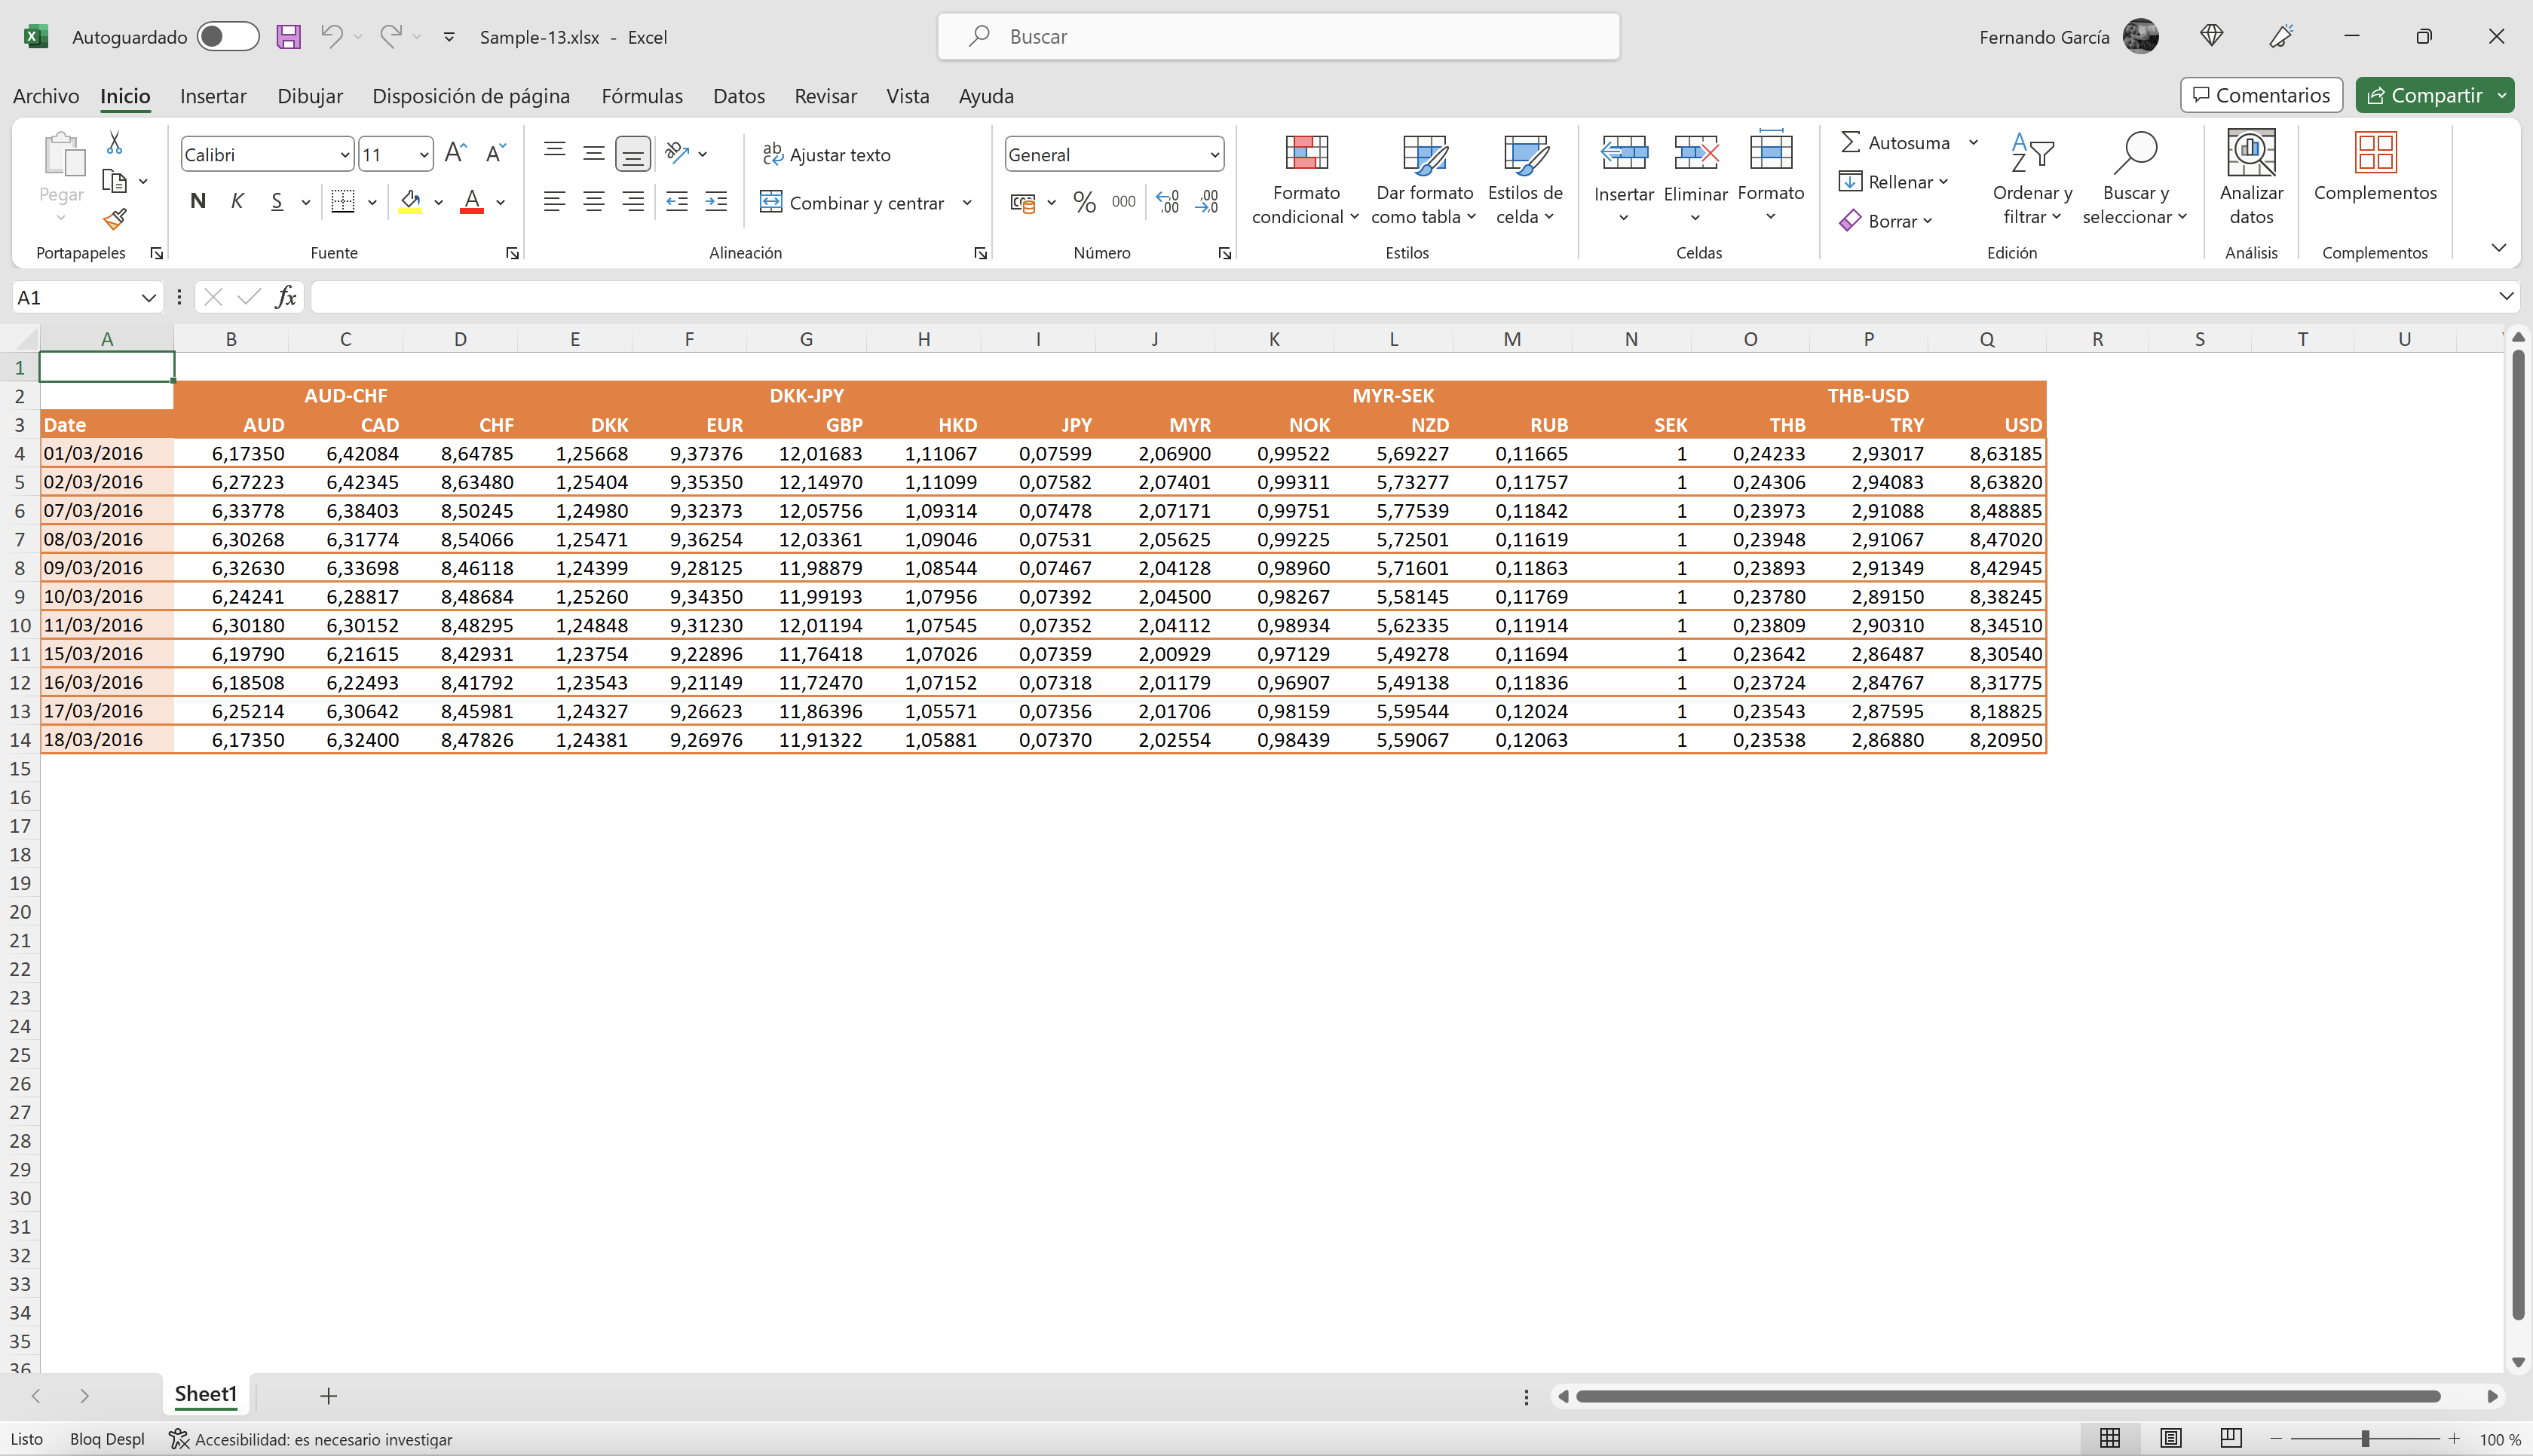 Autoguardado Sample-13.xlsx - Excel Buscar Fernando García
Archivo Inicio Insertar Dibujar Disposición de página Fórmulas Datos Revisar Vista Ayuda Comentarios Compartir
Pegar Calibri 11 Ajustar texto General Formato condicional Dar formato como tabla Estilos de celda Insertar Eliminar Formato Autosuma Rellenar Borrar Ordenar y filtrar Buscar y seleccionar Analizar datos Complementos
N K S A Combinar y centrar % 000
Portapapeles Fuente Alineación Número Estilos Celdas Edición Análisis Complementos
A1 fx
A B C D E F G H I J K L M N O P Q R S T U
1
2 AUD-CHF DKK-JPY MYR-SEK THB-USD
3 Date AUD CAD CHF DKK EUR GBP HKD JPY MYR NOK NZD RUB SEK THB TRY USD
4 01/03/2016 6,17350 6,42084 8,64785 1,25668 9,37376 12,01683 1,11067 0,07599 2,06900 0,99522 5,69227 0,11665 1 0,24233 2,93017 8,63185
5 02/03/2016 6,27223 6,42345 8,63480 1,25404 9,35350 12,14970 1,11099 0,07582 2,07401 0,99311 5,73277 0,11757 1 0,24306 2,94083 8,63820
6 07/03/2016 6,33778 6,38403 8,50245 1,24980 9,32373 12,05756 1,09314 0,07478 2,07171 0,99751 5,77539 0,11842 1 0,23973 2,91088 8,48885
7 08/03/2016 6,30268 6,31774 8,54066 1,25471 9,36254 12,03361 1,09046 0,07531 2,05625 0,99225 5,72501 0,11619 1 0,23948 2,91067 8,47020
8 09/03/2016 6,32630 6,33698 8,46118 1,24399 9,28125 11,98879 1,08544 0,07467 2,04128 0,98960 5,71601 0,11863 1 0,23893 2,91349 8,42945
9 10/03/2016 6,24241 6,28817 8,48684 1,25260 9,34350 11,99193 1,07956 0,07392 2,04500 0,98267 5,58145 0,11769 1 0,23780 2,89150 8,38245
10 11/03/2016 6,30180 6,30152 8,48295 1,24848 9,31230 12,01194 1,07545 0,07352 2,04112 0,98934 5,62335 0,11914 1 0,23809 2,90310 8,34510
11 15/03/2016 6,19790 6,21615 8,42931 1,23754 9,22896 11,76418 1,07026 0,07359 2,00929 0,97129 5,49278 0,11694 1 0,23642 2,86487 8,30540
12 16/03/2016 6,18508 6,22493 8,41792 1,23543 9,21149 11,72470 1,07152 0,07318 2,01179 0,96907 5,49138 0,11836 1 0,23724 2,84767 8,31775
13 17/03/2016 6,25214 6,30642 8,45981 1,24327 9,26623 11,86396 1,05571 0,07356 2,01706 0,98159 5,59544 0,12024 1 0,23543 2,87595 8,18825
14 18/03/2016 6,17350 6,32400 8,47826 1,24381 9,26976 11,91322 1,05881 0,07370 2,02554 0,98439 5,59067 0,12063 1 0,23538 2,86880 8,20950
15
16
17
18
19
20
21
22
23
24
25
26
27
28
29
30
31
32
33
34
35
36
Sheet1
Listo Bloq Despl Accesibilidad: es necesario investigar 100 %